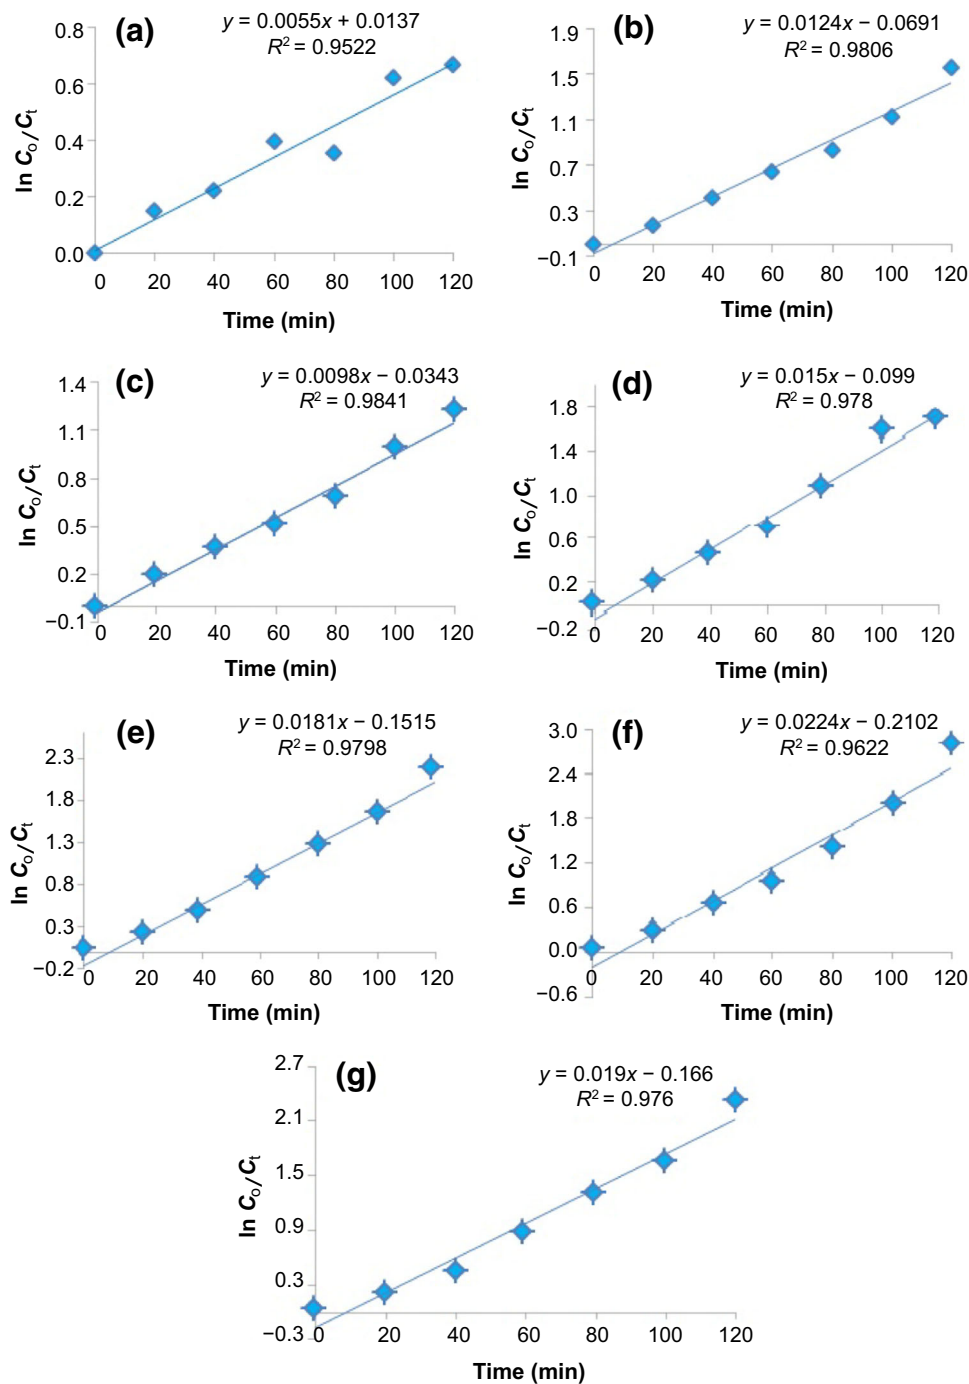 (a)
y = 0.0055x + 0.0137
R² = 0.9522
ln Co/Ct
0.8
0.6
0.4
0.2
0.0
0 20 40 60 80 100 120
Time (min)
(b)
y = 0.0124x − 0.0691
R² = 0.9806
ln Co/Ct
1.9
1.5
1.1
0.7
0.3
−0.1
0 20 40 60 80 100 120
Time (min)
(c)
y = 0.0098x − 0.0343
R² = 0.9841
ln Co/Ct
1.4
1.1
0.8
0.5
0.2
−0.1
0 20 40 60 80 100 120
Time (min)
(d)
y = 0.015x − 0.099
R² = 0.978
ln Co/Ct
1.8
1.4
1.0
0.6
0.2
−0.2
0 20 40 60 80 100 120
Time (min)
(e)
y = 0.0181x − 0.1515
R² = 0.9798
ln Co/Ct
2.3
1.8
1.3
0.8
0.3
−0.2
0 20 40 60 80 100 120
Time (min)
(f)
y = 0.0224x − 0.2102
R² = 0.9622
ln Co/Ct
3.0
2.4
1.8
1.2
0.6
0.0
−0.6
0 20 40 60 80 100 120
Time (min)
(g)
y = 0.019x − 0.166
R² = 0.976
ln Co/Ct
2.7
2.1
1.5
0.9
0.3
−0.3
0 20 40 60 80 100 120
Time (min)